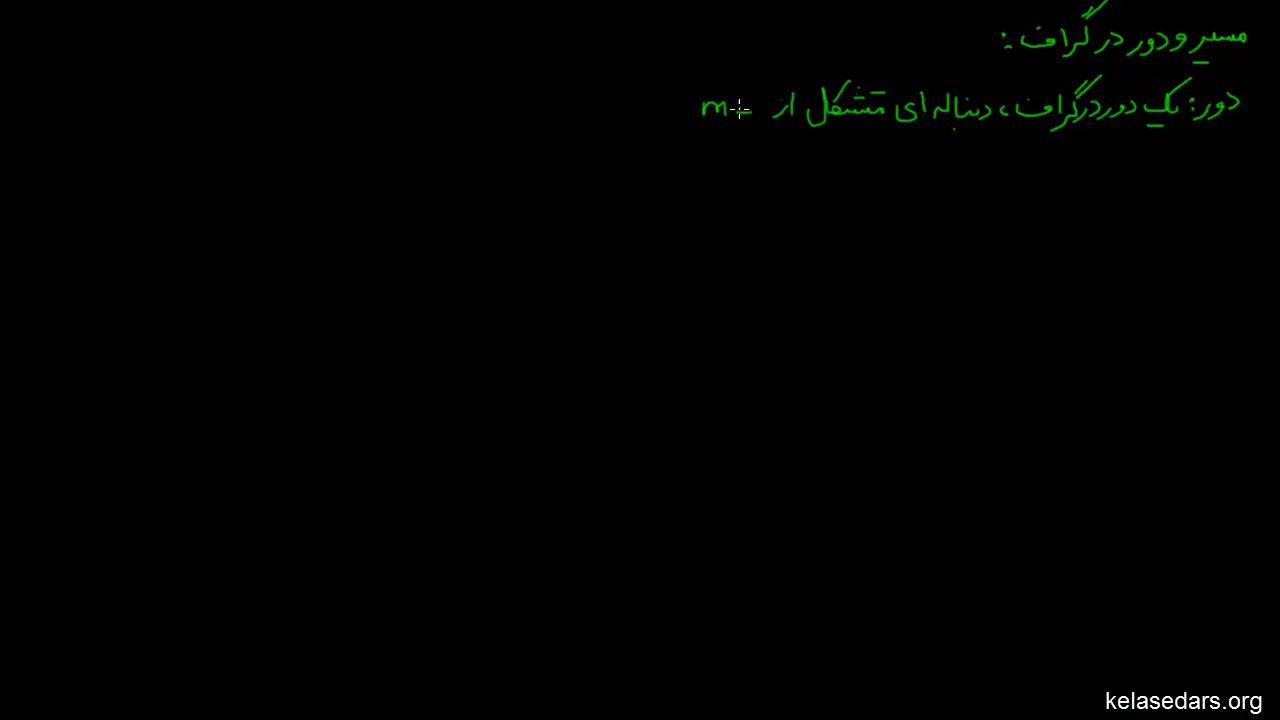 مسیر و دور در گراف :
دور: یک دور در گراف، دنباله ای متشکل از m
kelasedars.org